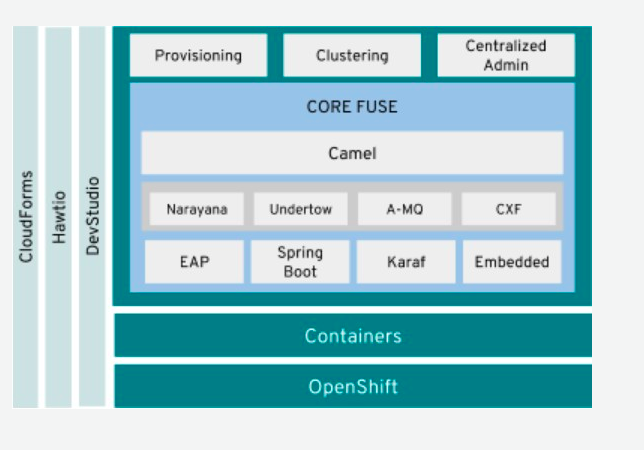 CloudForms
Hawtio
DevStudio
Provisioning
Clustering
Centralized
Admin
CORE FUSE
Camel
Narayana
Undertow
A-MQ
CXF
EAP
Spring
Boot
Karaf
Embedded
Containers
OpenShift